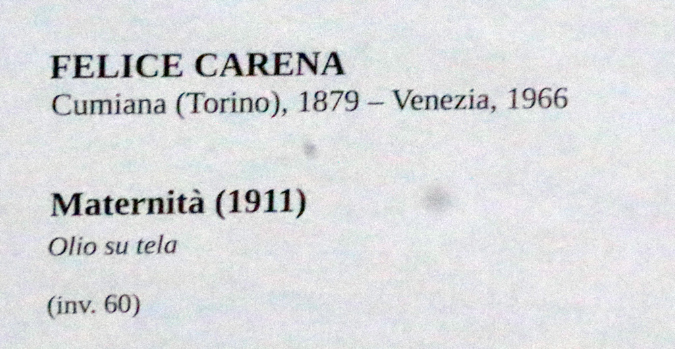 FELICE CARENA
Cumiana (Torino), 1879 – Venezia, 1966
Maternità (1911)
Olio su tela
(inv. 60)